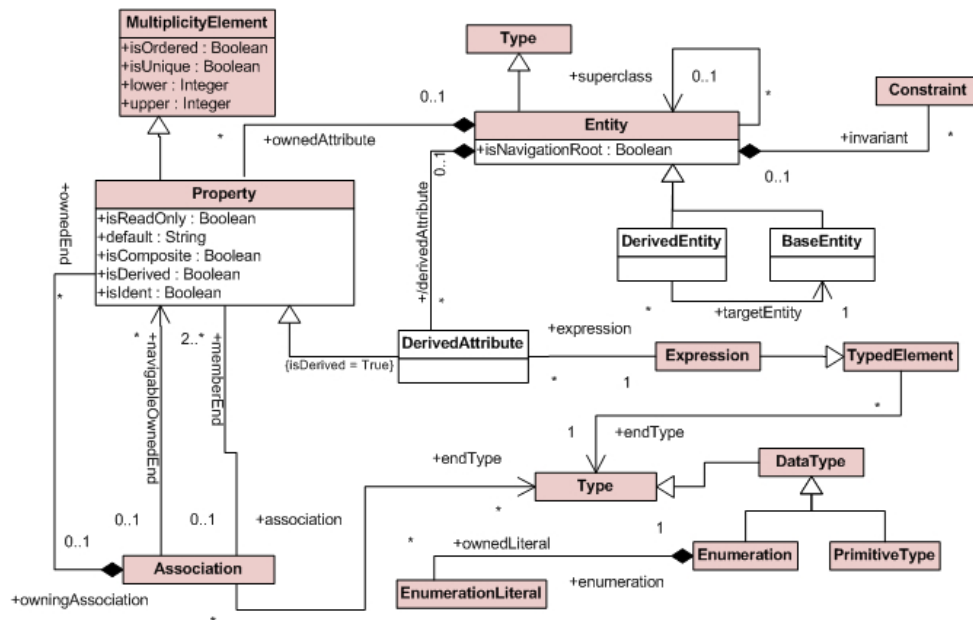 MultiplicityElement
+isOrdered : Boolean
+isUnique : Boolean
+lower : Integer
+upper : Integer
Type
+superclass
0..1
*
Constraint
*
+invariant
0..1
0..1
*
+ownedAttribute
Entity
+isNavigationRoot : Boolean
0..1
+/derivedAttribute
*
+ownedEnd
*
Property
+isReadOnly : Boolean
+default : String
+isComposite : Boolean
+isDerived : Boolean
+isIdent : Boolean
DerivedEntity
BaseEntity
*
+targetEntity
1
*
+navigableOwnedEnd
2..*
+memberEnd
{isDerived = True}
DerivedAttribute
+expression
*
1
Expression
TypedElement
*
1
+endType
+endType
*
Type
DataType
0..1
0..1
0..1
+association
Association
+owningAssociation
*
*
+ownedLiteral
1
+enumeration
EnumerationLiteral
Enumeration
PrimitiveType